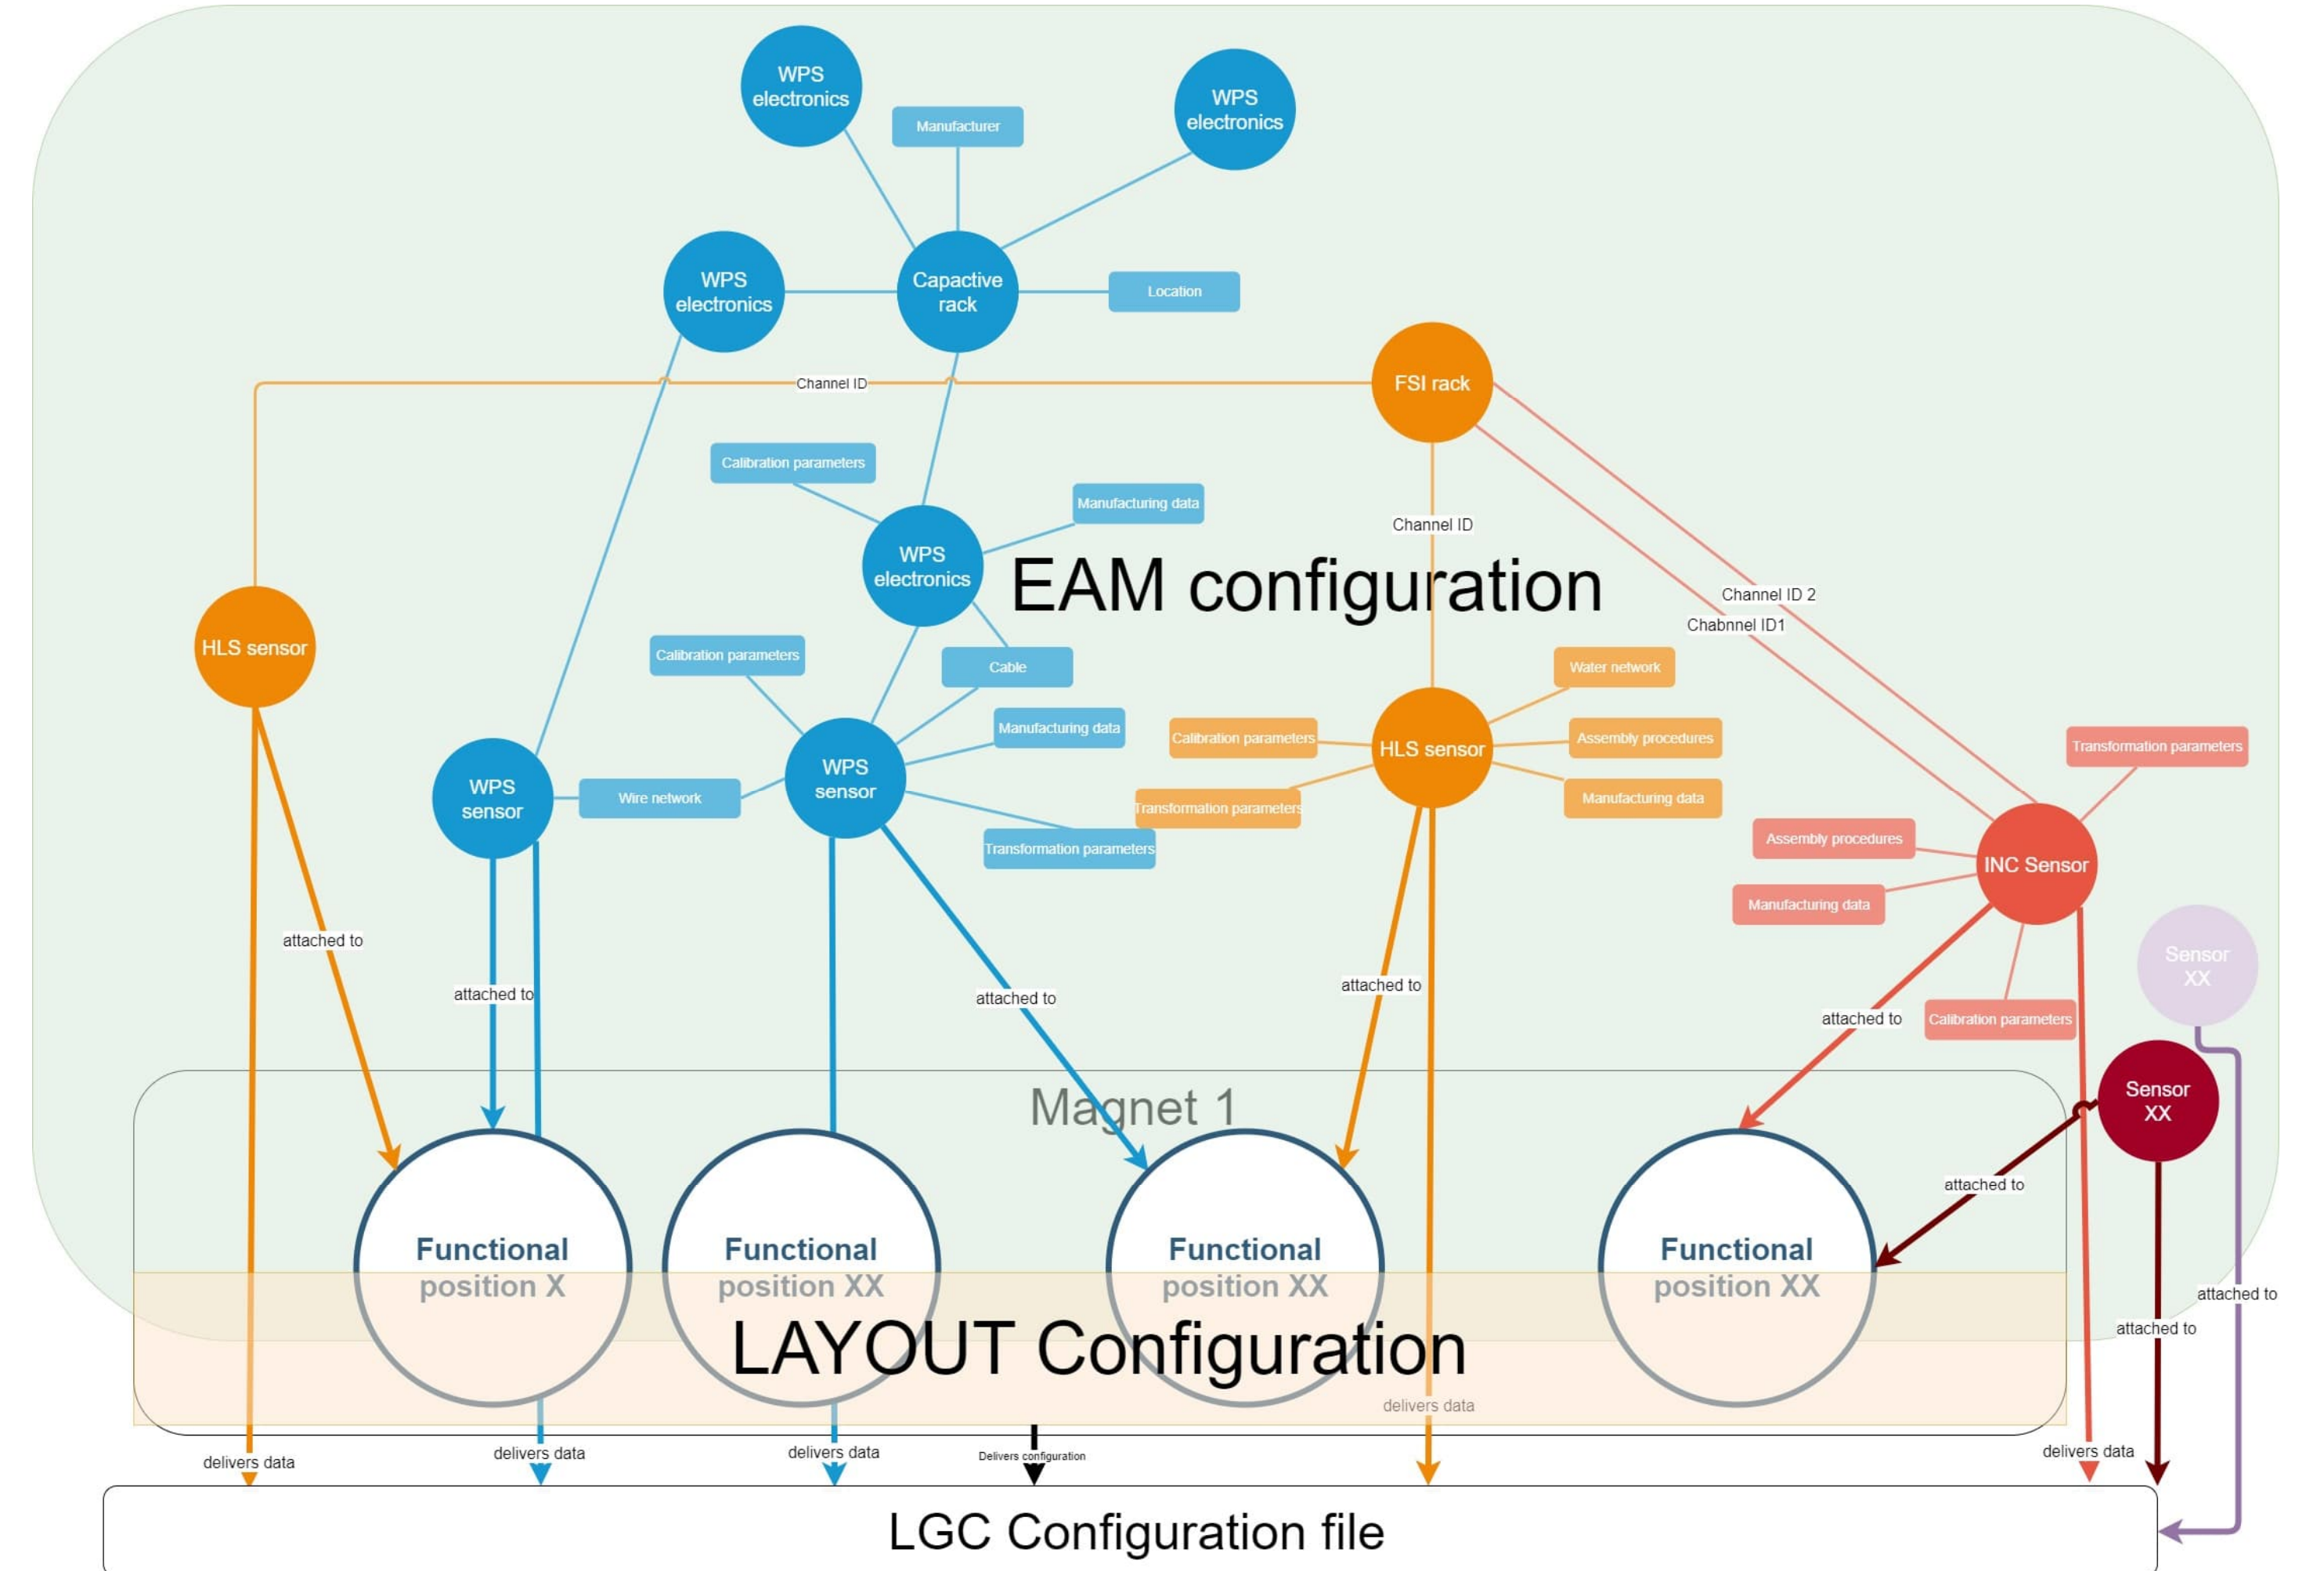 WPS
electronics
WPS
electronics
Manufacturer
WPS
electronics
Capactive
rack
Location
FSI rack
Channel ID
Calibration parameters
Manufacturing data
Channel ID
WPS
electronics
EAM configuration
Channel ID 2
Chabnnel ID1
HLS sensor
Calibration parameters
Cable
Water network
Manufacturing data
Calibration parameters
HLS sensor
Assembly procedures
Transformation parameters
WPS
sensor
Wire network
WPS
sensor
Transformation parameters
Manufacturing data
Transformation parameters
Assembly procedures
INC Sensor
Manufacturing data
attached to
Sensor
XX
attached to
attached to
attached to
attached to
Calibration parameters
Magnet 1
Sensor
XX
attached to
Functional
position X
Functional
position XX
Functional
position XX
Functional
position XX
attached to
attached to
LAYOUT Configuration
delivers data
delivers data
delivers data
delivers data
Delivers configuration
delivers data
LGC Configuration file